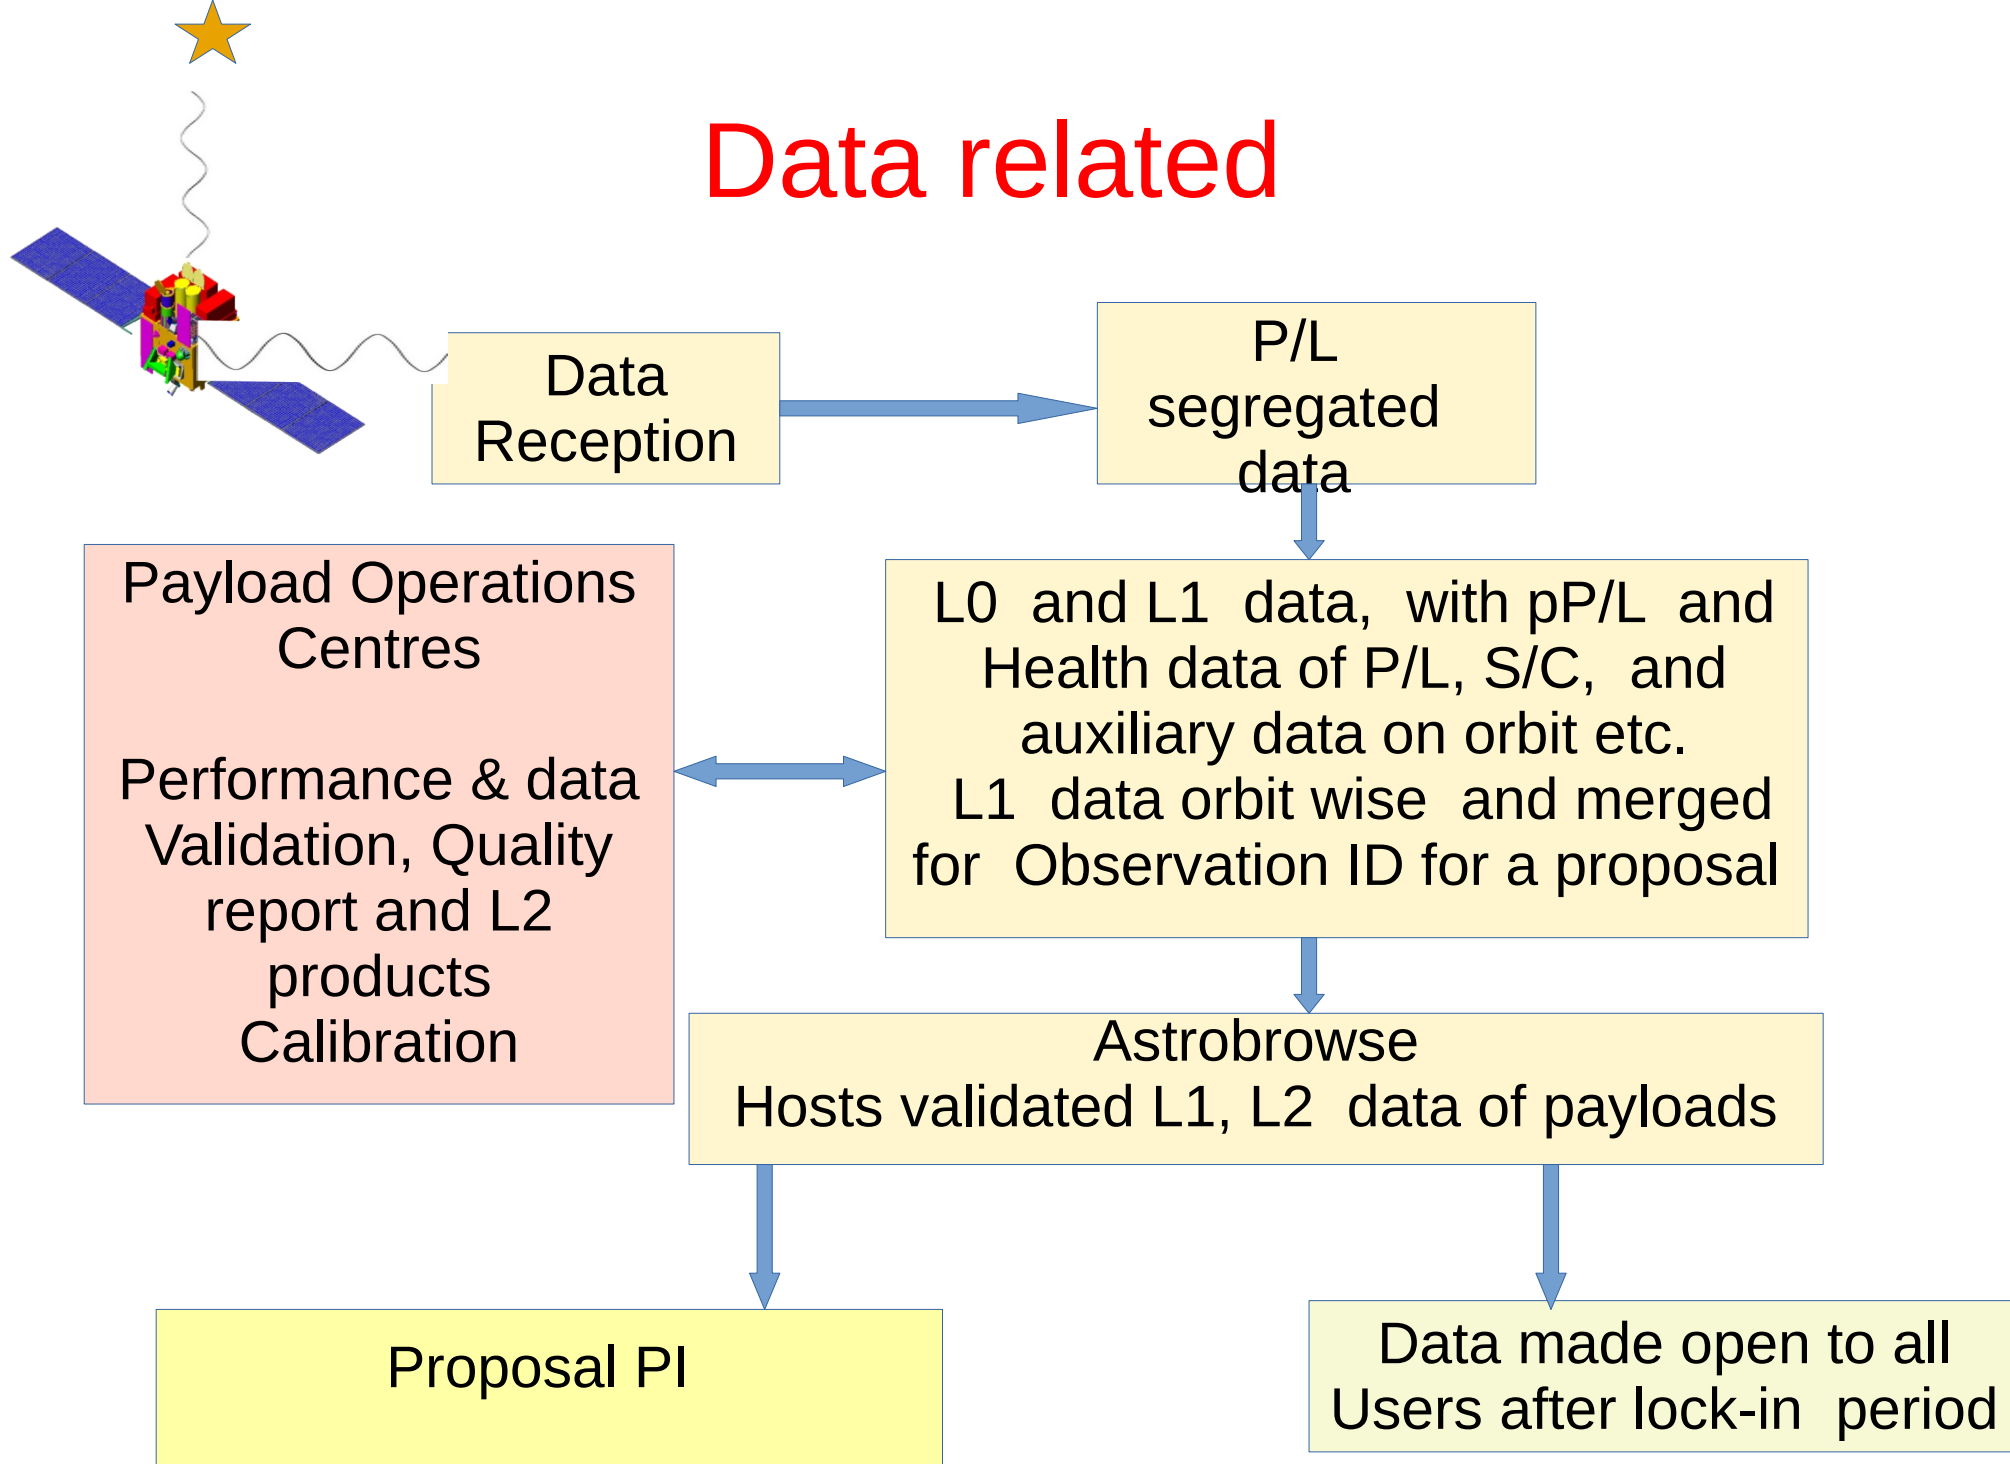 Data related
Data
Reception
P/L
segregated
data
Payload Operations
Centres
Performance & data
Validation, Quality
report and L2
products
Calibration
L0 and L1 data, with pP/L and
Health data of P/L, S/C, and
auxiliary data on orbit etc.
L1 data orbit wise and merged
for Observation ID for a proposal
Astrobrowse
Hosts validated L1, L2 data of payloads
Proposal PI
Data made open to all
Users after lock-in period